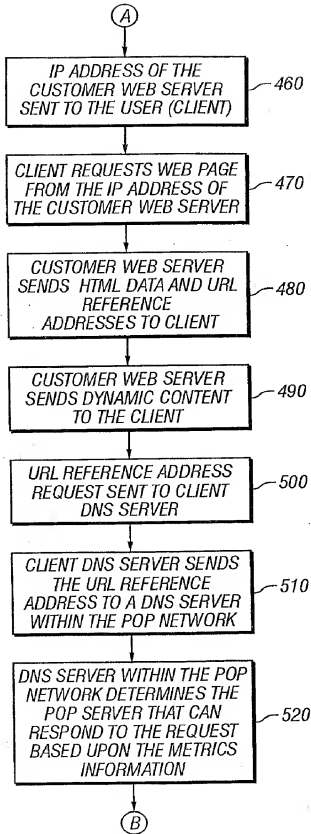 A
IP ADDRESS OF THE
CUSTOMER WEB SERVER
SENT TO THE USER (CLIENT)
460
CLIENT REQUESTS WEB PAGE
FROM THE IP ADDRESS OF
THE CUSTOMER WEB SERVER
470
CUSTOMER WEB SERVER
SENDS HTML DATA AND URL
REFERENCE
ADDRESSES TO CLIENT
480
CUSTOMER WEB SERVER
SENDS DYNAMIC CONTENT
TO THE CLIENT
490
URL REFERENCE ADDRESS
REQUEST SENT TO CLIENT
DNS SERVER
500
CLIENT DNS SERVER SENDS
THE URL REFERENCE
ADDRESS TO A DNS SERVER
WITHIN THE POP NETWORK
510
DNS SERVER WITHIN THE POP
NETWORK DETERMINES THE
POP SERVER THAT CAN
RESPOND TO THE REQUEST
BASED UPON THE METRICS
INFORMATION
520
B